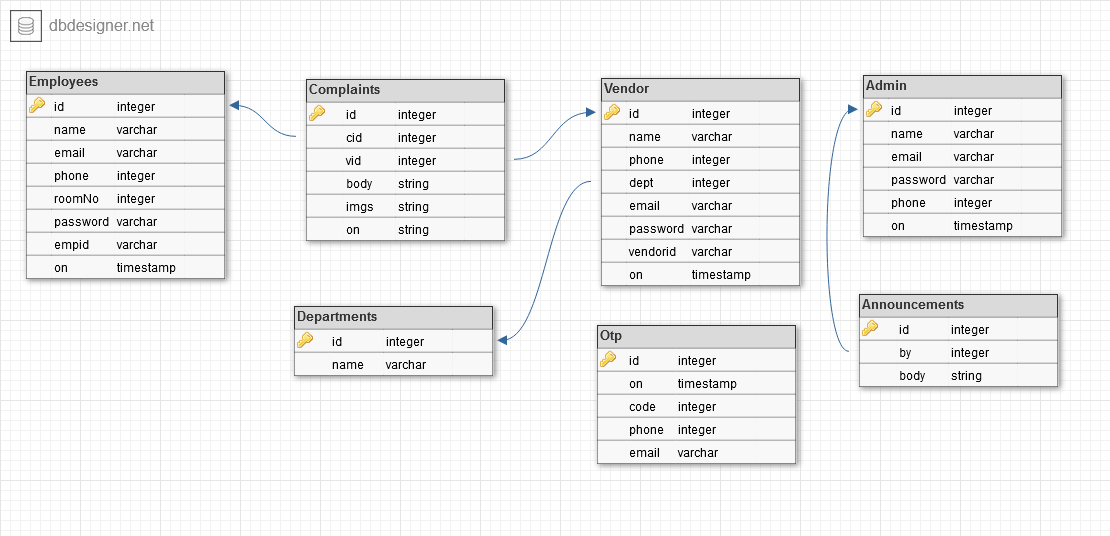 dbdesigner.net
Employees
id integer
name varchar
email varchar
phone integer
roomNo integer
password varchar
empid varchar
on timestamp
Complaints
id integer
cid integer
vid integer
body string
imgs string
on string
Vendor
id integer
name varchar
phone integer
dept integer
email varchar
password varchar
vendorid varchar
on timestamp
Admin
id integer
name varchar
email varchar
password varchar
phone integer
on timestamp
Departments
id integer
name varchar
Otp
id integer
on timestamp
code integer
phone integer
email varchar
Announcements
id integer
by integer
body string